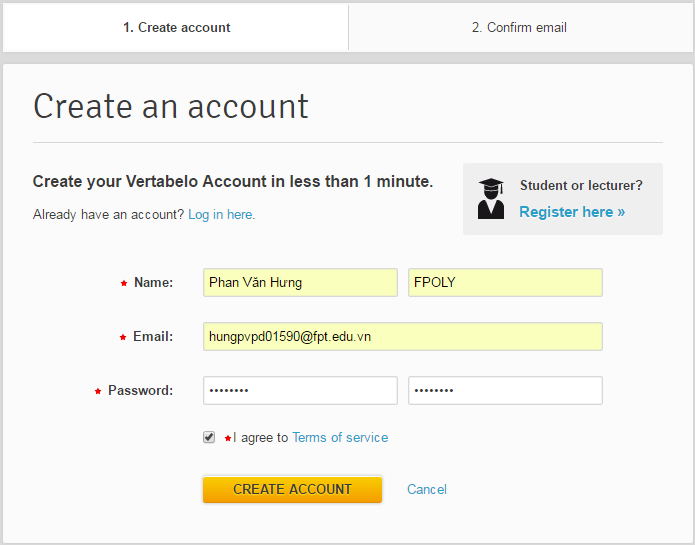 1. Create account
2. Confirm email
Create an account
Create your Vertabelo Account in less than 1 minute.
Already have an account? Log in here.
Student or lecturer?
Register here »
Name: Phan Văn Hưng FPOLY
Email: hungpvpd01590@fpt.edu.vn
Password: •••••••• ••••••••
I agree to Terms of service
CREATE ACCOUNT Cancel